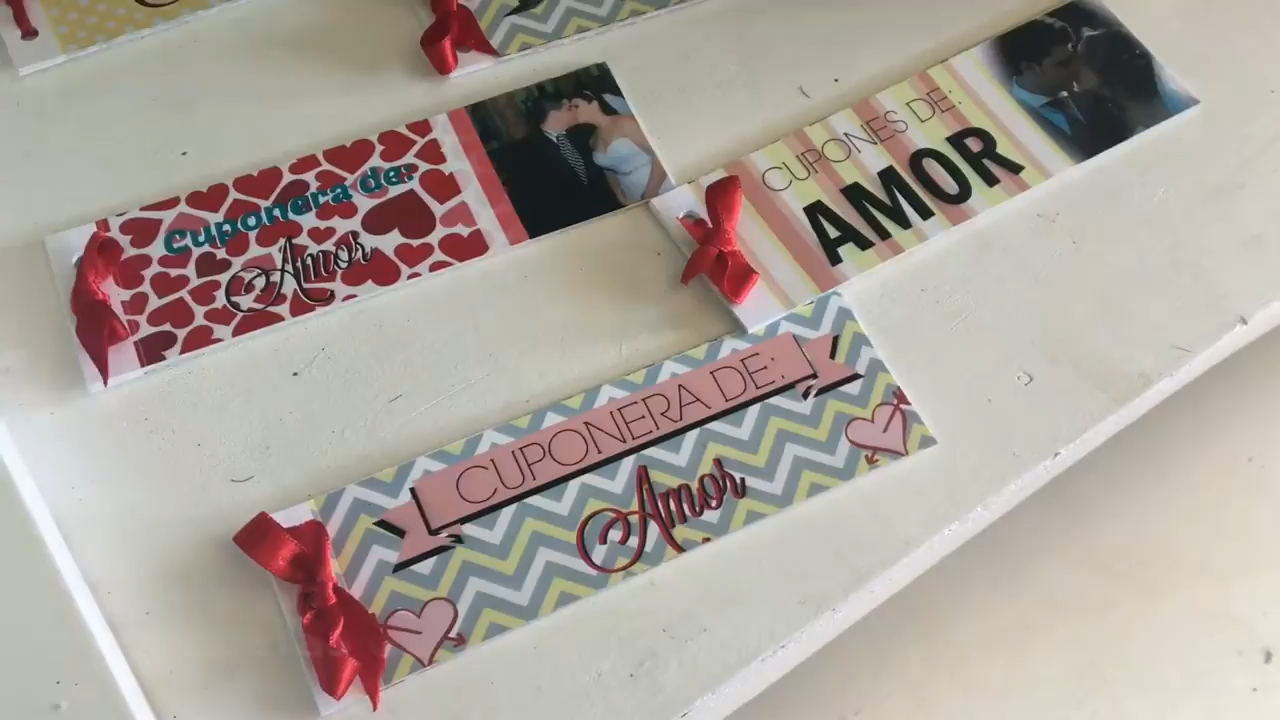 Cuponera de:
Amor
CUPONES DE:
AMOR
CUPONERA DE:
Amor